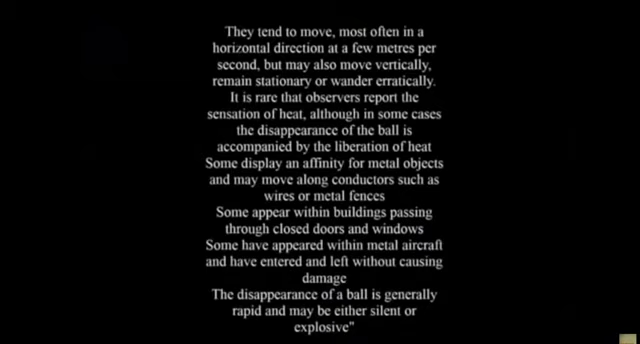 They tend to move, most often in a
horizontal direction at a few metres per
second, but may also move vertically,
remain stationary or wander erratically.
It is rare that observers report the
sensation of heat, although in some cases
the disappearance of the ball is
accompanied by the liberation of heat
Some display an affinity for metal objects
and may move along conductors such as
wires or metal fences
Some appear within buildings passing
through closed doors and windows
Some have appeared within metal aircraft
and have entered and left without causing
damage
The disappearance of a ball is generally
rapid and may be either silent or
explosive"